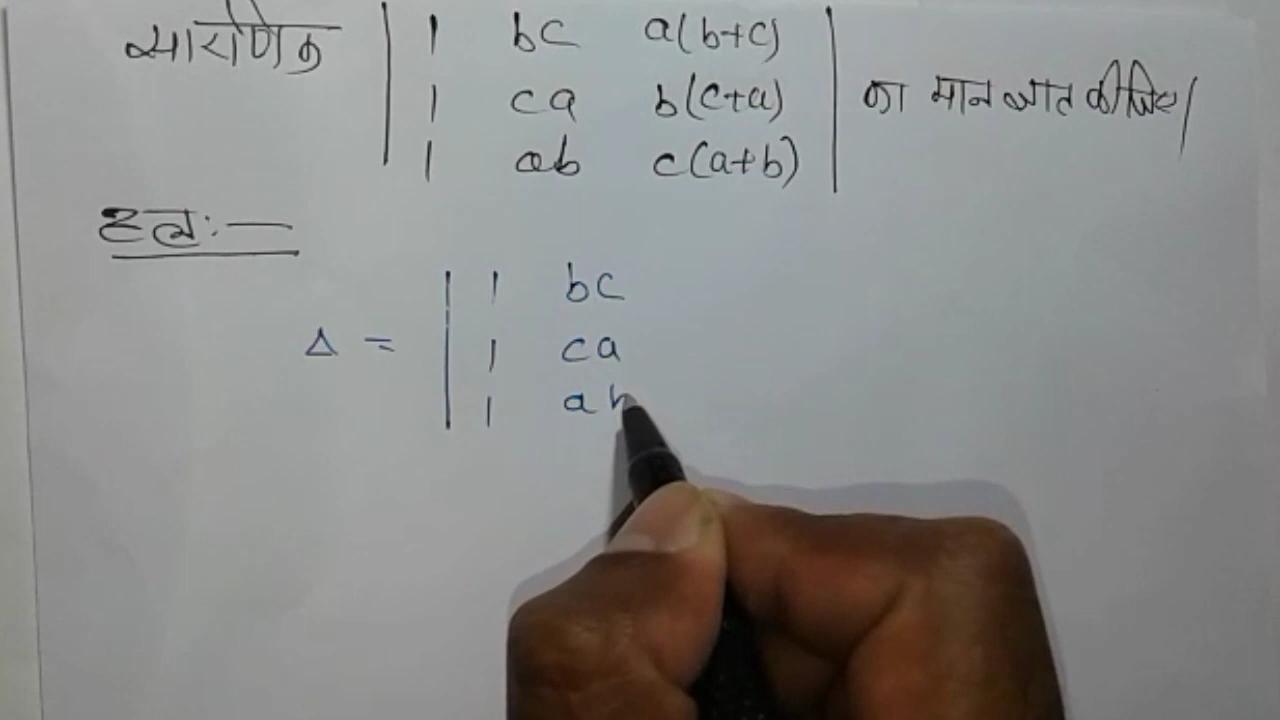 सारणिक | 1 bc a(b+c) |
| 1 ca b(c+a) | का मान ज्ञात कीजिए।
| 1 ab c(a+b) |
हलः—
| 1 bc
Δ = | 1 ca
| 1 ab